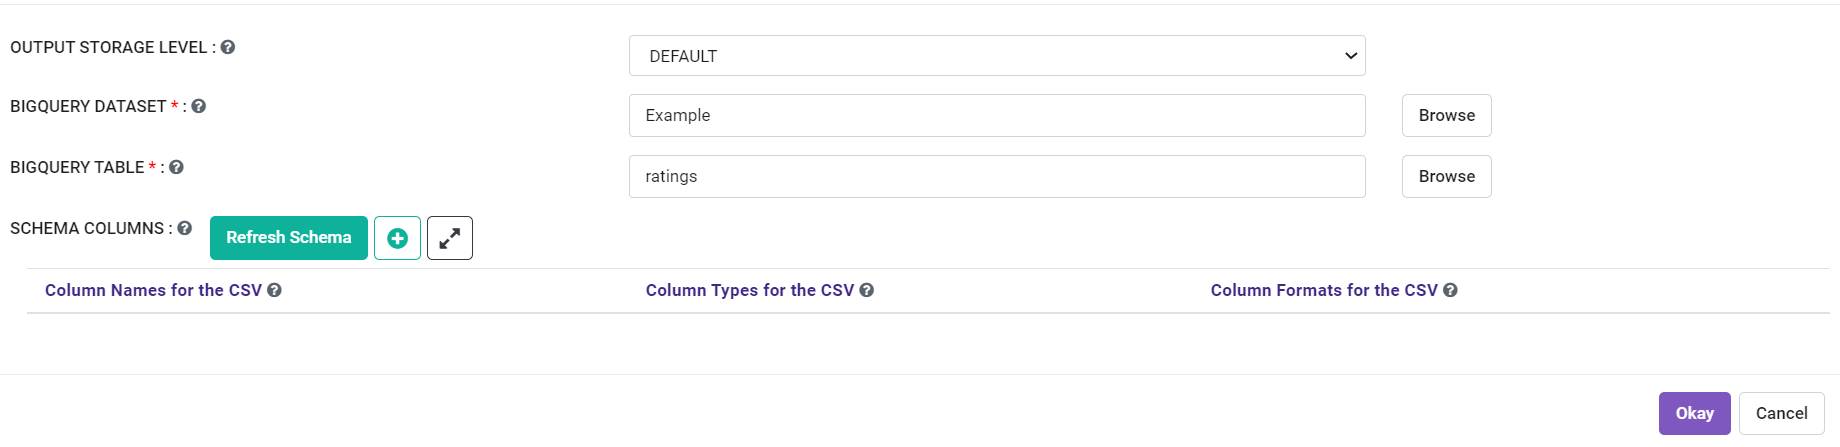 OUTPUT STORAGE LEVEL :
DEFAULT
BIGQUERY DATASET * :
Example
Browse
BIGQUERY TABLE * :
ratings
Browse
SCHEMA COLUMNS :
Refresh Schema
Column Names for the CSV
Column Types for the CSV
Column Formats for the CSV
Okay
Cancel